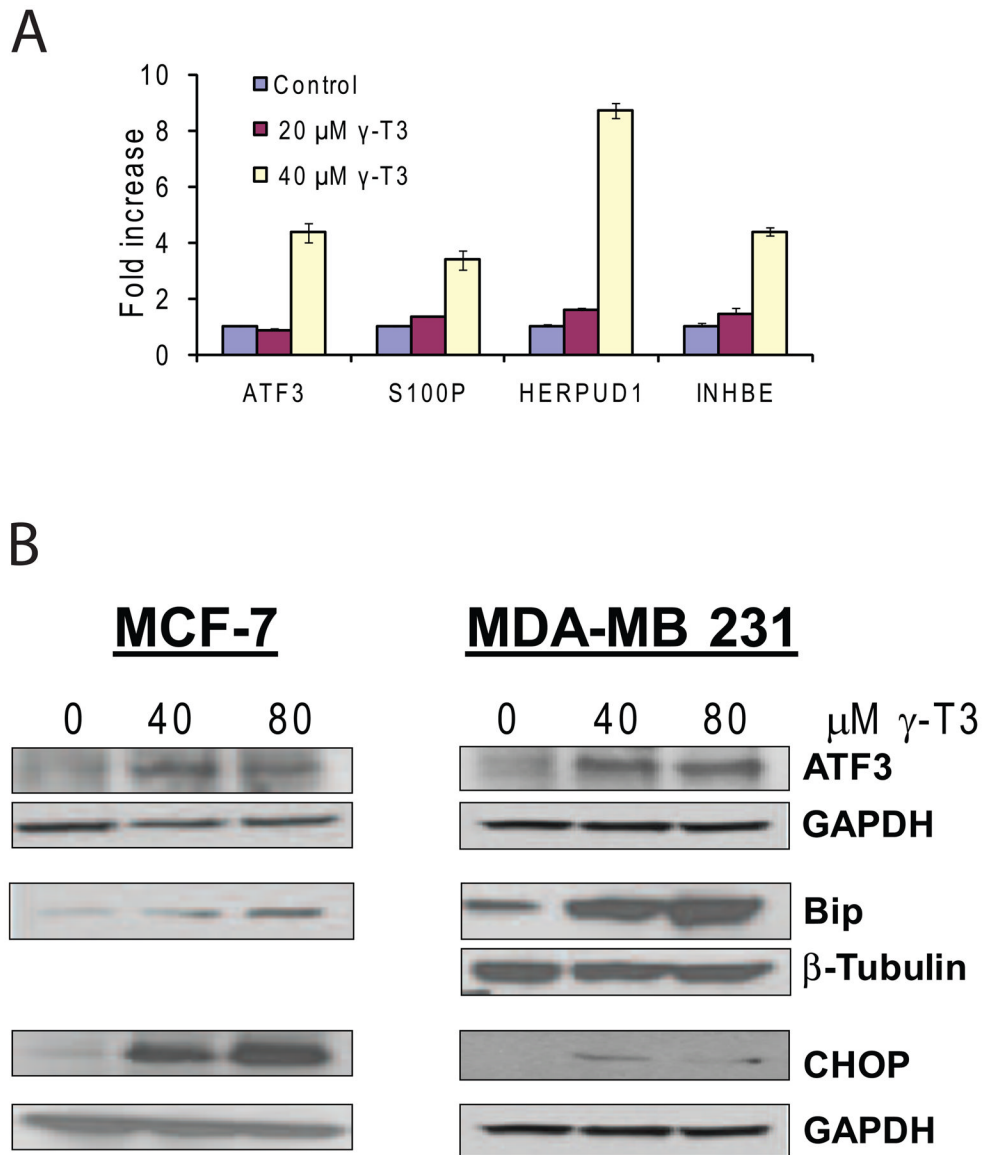 A
10
8
6
4
2
0
Fold increase
Control
20 µM γ-T3
40 µM γ-T3
ATF3 S100P HERPUD1 INHBE
B
MCF-7 MDA-MB 231
0 40 80 0 40 80 µM γ-T3
ATF3
GAPDH
Bip
β-Tubulin
CHOP
GAPDH